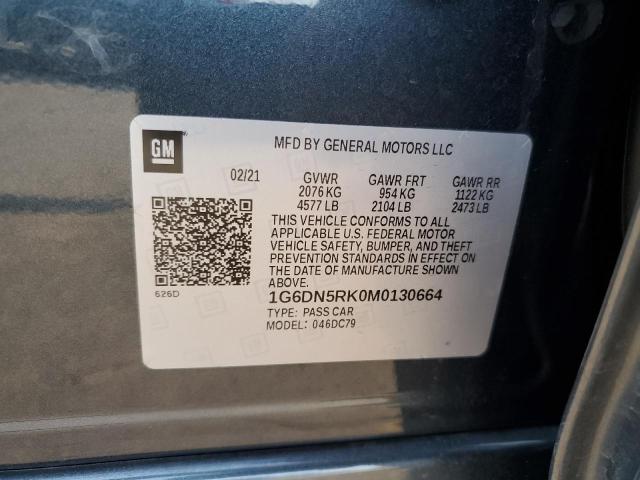 GM
MFD BY GENERAL MOTORS LLC
02/21 GVWR GAWR FRT GAWR RR
2076 KG 954 KG 1122 KG
4577 LB 2104 LB 2473 LB
THIS VEHICLE CONFORMS TO ALL
APPLICABLE U.S. FEDERAL MOTOR
VEHICLE SAFETY, BUMPER, AND THEFT
PREVENTION STANDARDS IN EFFECT ON
THE DATE OF MANUFACTURE SHOWN
ABOVE.
626D
1G6DN5RK0M0130664
TYPE: PASS CAR
MODEL: 046DC79